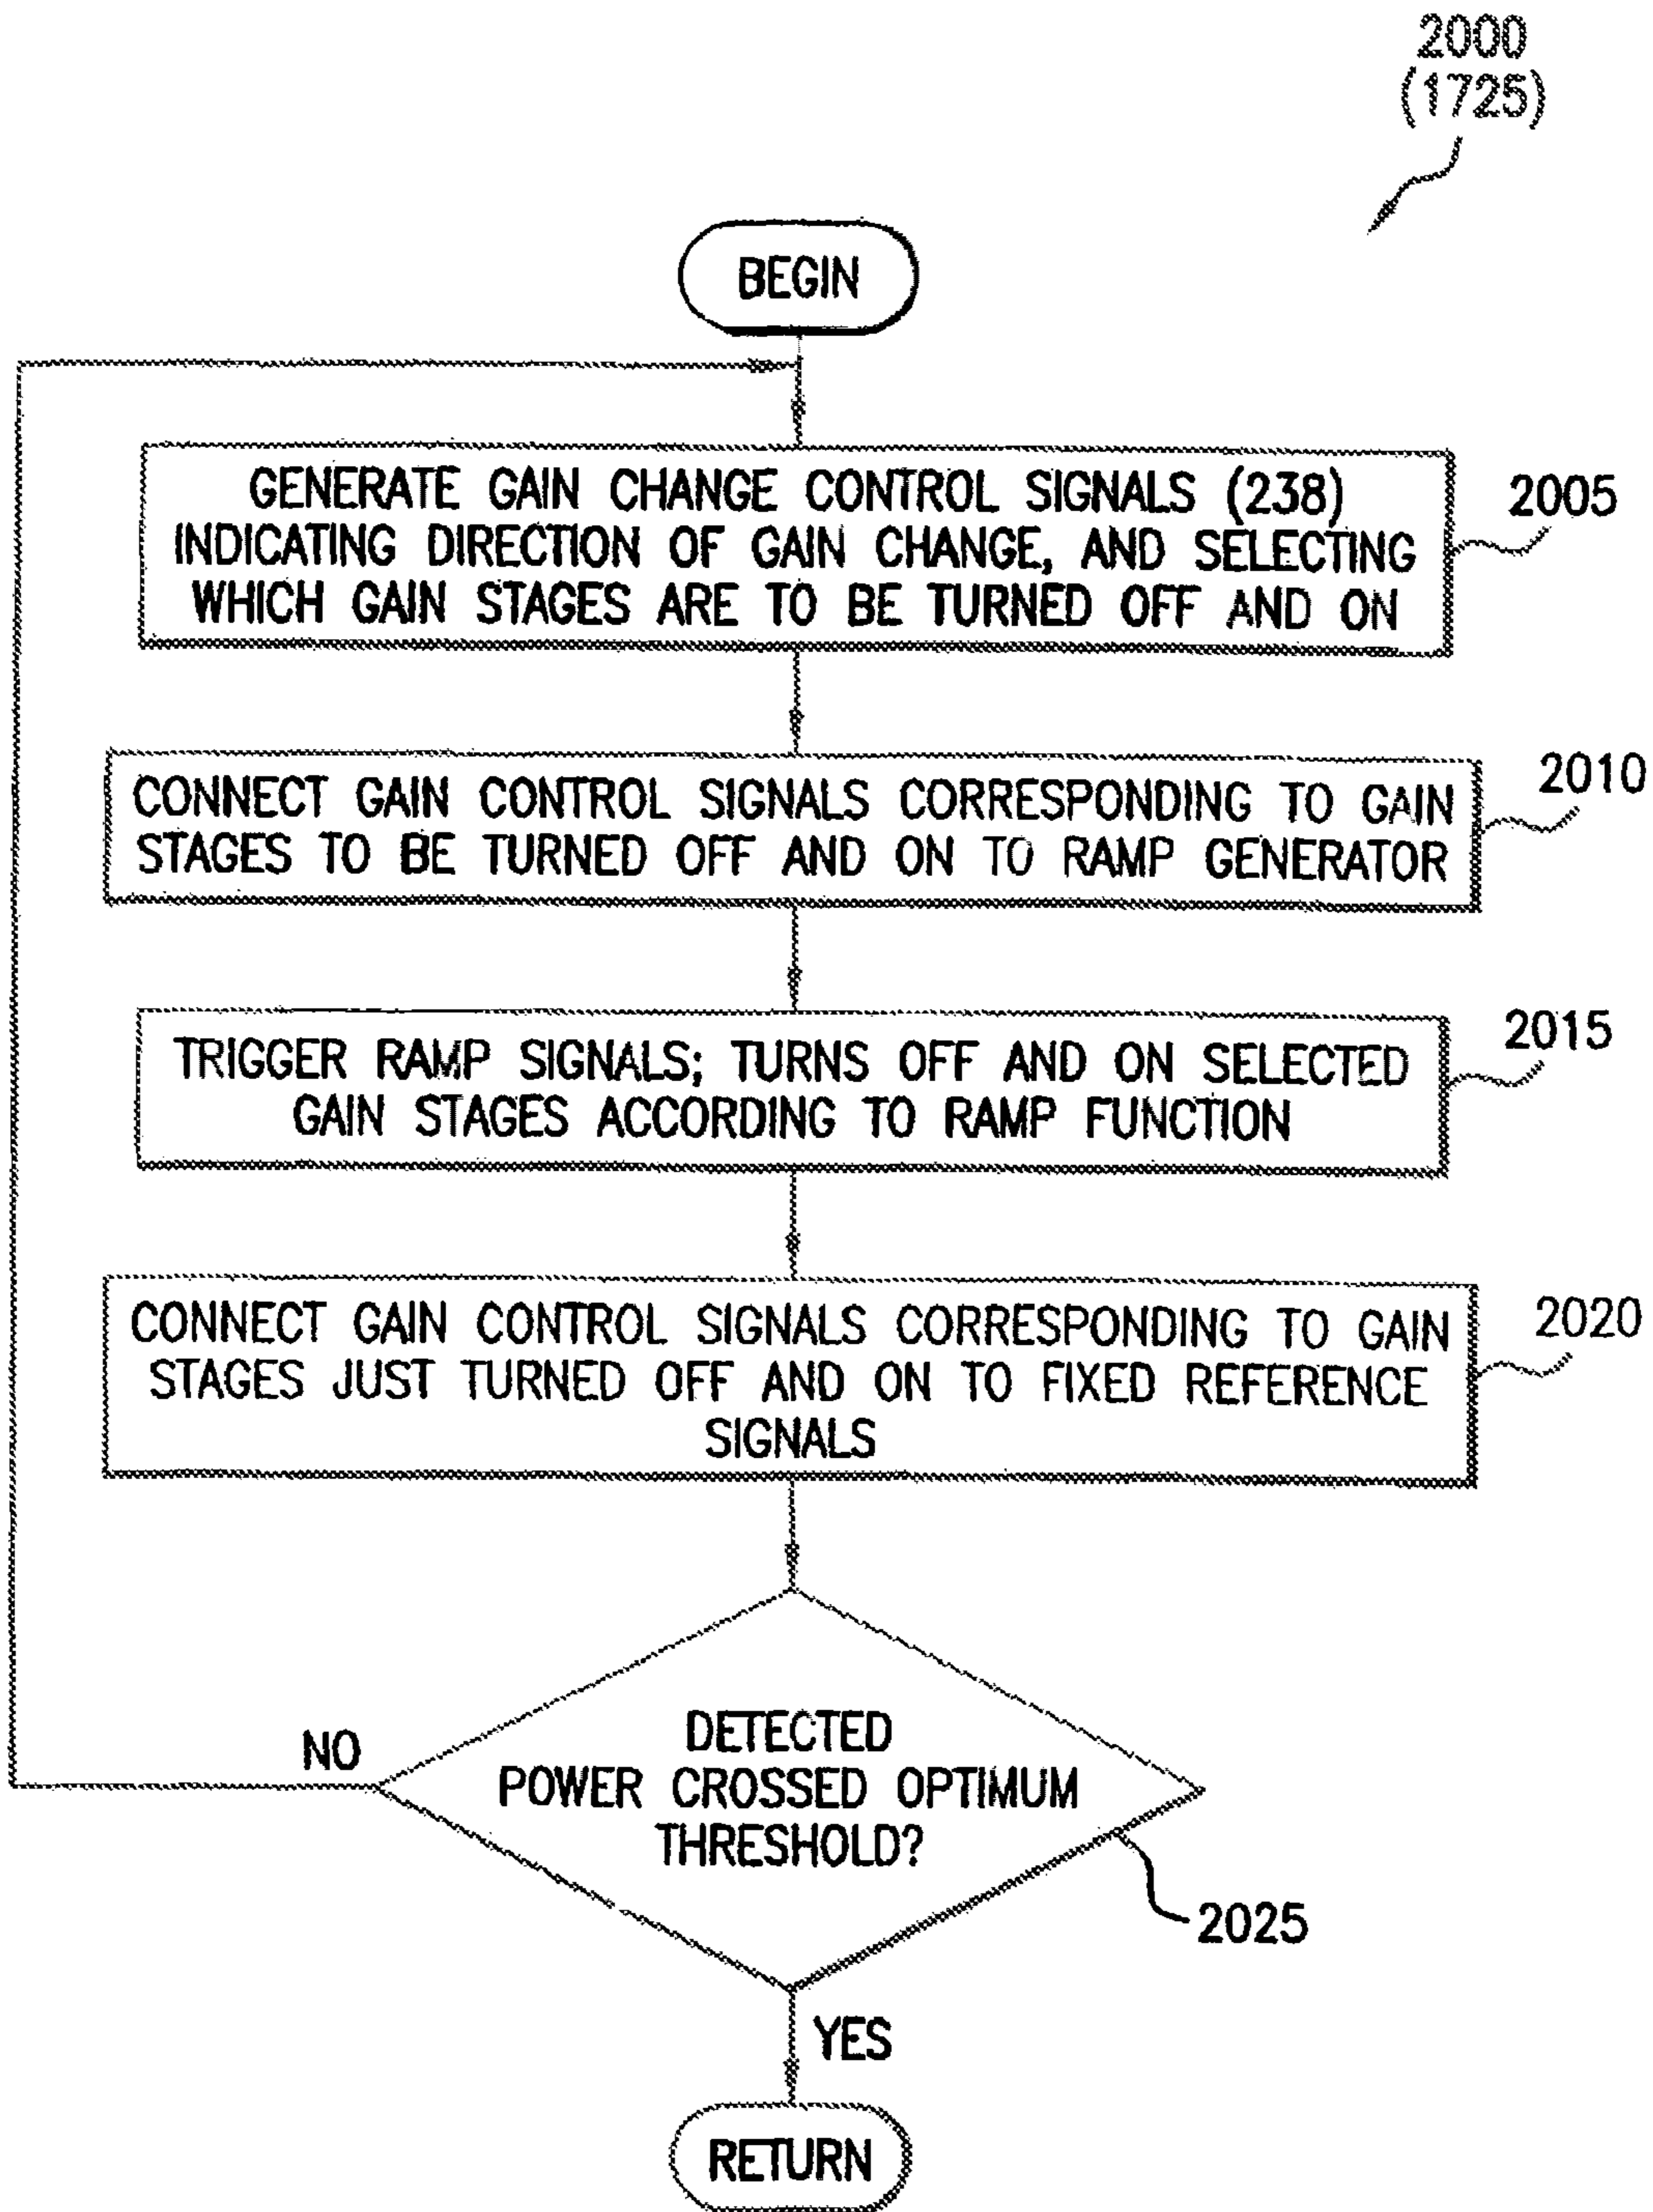 2000
(1725)
BEGIN
GENERATE GAIN CHANGE CONTROL SIGNALS (238)
INDICATING DIRECTION OF GAIN CHANGE, AND SELECTING
WHICH GAIN STAGES ARE TO BE TURNED OFF AND ON
2005
CONNECT GAIN CONTROL SIGNALS CORRESPONDING TO GAIN
STAGES TO BE TURNED OFF AND ON TO RAMP GENERATOR
2010
TRIGGER RAMP SIGNALS; TURNS OFF AND ON SELECTED
GAIN STAGES ACCORDING TO RAMP FUNCTION
2015
CONNECT GAIN CONTROL SIGNALS CORRESPONDING TO GAIN
STAGES JUST TURNED OFF AND ON TO FIXED REFERENCE
SIGNALS
2020
DETECTED
POWER CROSSED OPTIMUM
THRESHOLD?
NO
2025
YES
RETURN